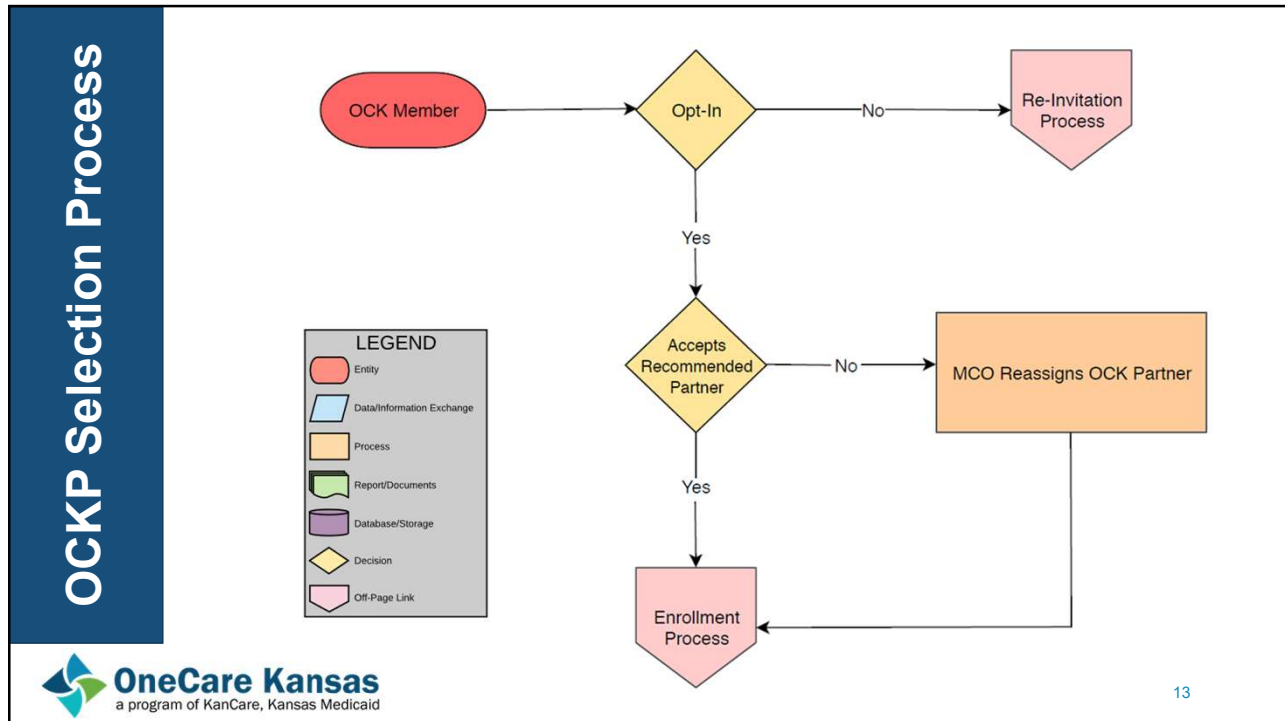 OCKP Selection Process
OCK Member
Opt-In
No
Re-Invitation
Process
Yes
Accepts
Recommended
Partner
No
MCO Reassigns OCK Partner
Yes
Enrollment
Process
LEGEND
Entity
Data/Information Exchange
Process
Report/Documents
Database/Storage
Decision
Off-Page Link
OneCare Kansas
a program of KanCare, Kansas Medicaid
13